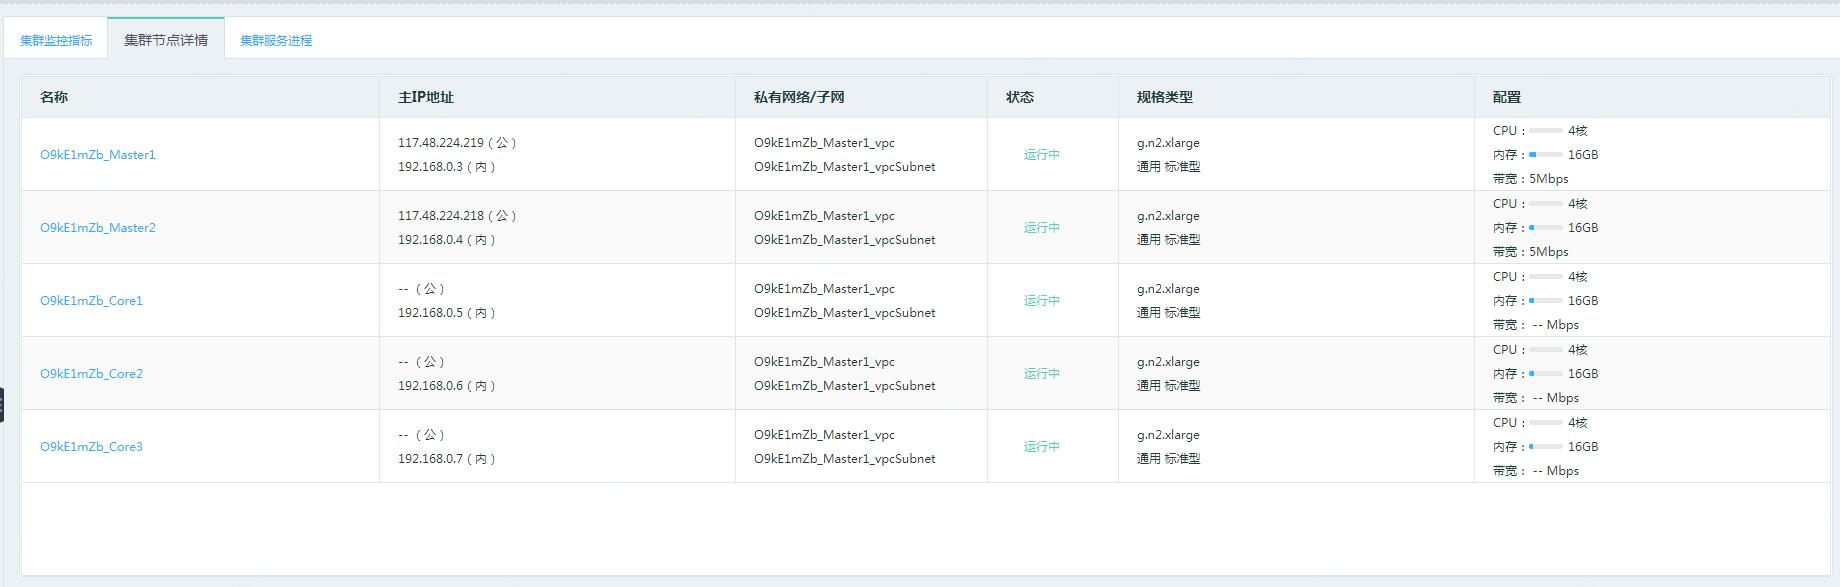 集群监控指标 集群节点详情 集群服务进程
名称 主IP地址 私有网络/子网 状态 规格类型 配置
O9kE1mZb_Master1
117.48.224.219 ( 公 )
192.168.0.3 ( 内 )
O9kE1mZb_Master1_vpc
O9kE1mZb_Master1_vpcSubnet
运行中
g.n2.xlarge
通用 标准型
CPU : 4核
内存 : 16GB
带宽 : 5Mbps
O9kE1mZb_Master2
117.48.224.218 ( 公 )
192.168.0.4 ( 内 )
O9kE1mZb_Master1_vpc
O9kE1mZb_Master1_vpcSubnet
运行中
g.n2.xlarge
通用 标准型
CPU : 4核
内存 : 16GB
带宽 : 5Mbps
O9kE1mZb_Core1
-- ( 公 )
192.168.0.5 ( 内 )
O9kE1mZb_Master1_vpc
O9kE1mZb_Master1_vpcSubnet
运行中
g.n2.xlarge
通用 标准型
CPU : 4核
内存 : 16GB
带宽 : -- Mbps
O9kE1mZb_Core2
-- ( 公 )
192.168.0.6 ( 内 )
O9kE1mZb_Master1_vpc
O9kE1mZb_Master1_vpcSubnet
运行中
g.n2.xlarge
通用 标准型
CPU : 4核
内存 : 16GB
带宽 : -- Mbps
O9kE1mZb_Core3
-- ( 公 )
192.168.0.7 ( 内 )
O9kE1mZb_Master1_vpc
O9kE1mZb_Master1_vpcSubnet
运行中
g.n2.xlarge
通用 标准型
CPU : 4核
内存 : 16GB
带宽 : -- Mbps